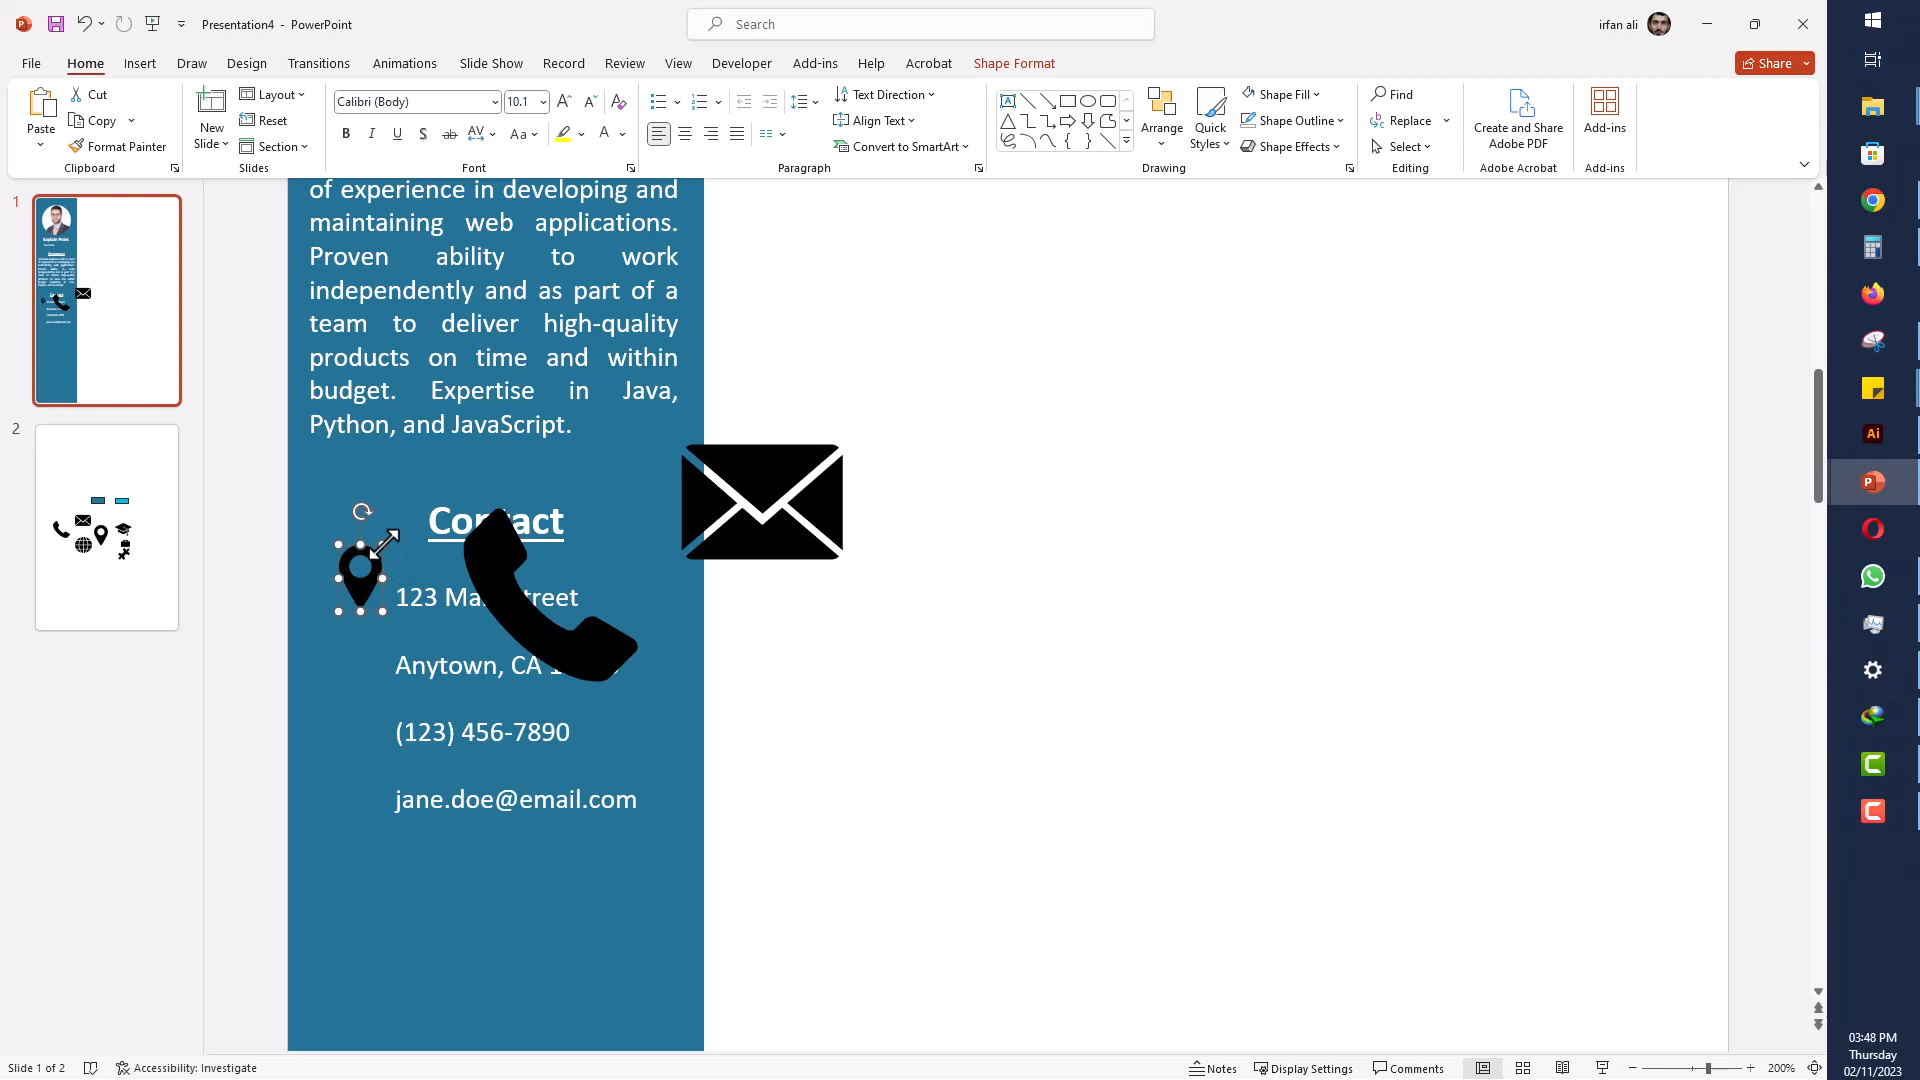 Presentation4 - PowerPoint
Search
irfan ali
File Home Insert Draw Design Transitions Animations Slide Show Record Review View Developer Add-ins Help Acrobat Shape Format
Share
Paste
Cut
Copy
Format Painter
Clipboard
New Slide
Layout
Reset
Section
Slides
Calibri (Body) 10.1
Font
Paragraph
Text Direction
Align Text
Convert to SmartArt
Arrange
Quick Styles
Shape Fill
Shape Outline
Shape Effects
Drawing
Find
Replace
Select
Editing
Create and Share Adobe PDF
Adobe Acrobat
Add-ins
Add-ins
1
2
of experience in developing and
maintaining web applications.
Proven ability to work
independently and as part of a
team to deliver high-quality
products on time and within
budget. Expertise in Java,
Python, and JavaScript.
Contact
123 Street
Anytown, CA
(123) 456-7890
jane.doe@email.com
Slide 1 of 2
Accessibility: Investigate
Notes
Display Settings
Comments
200%
Ai
03:48 PM
Thursday
02/11/2023